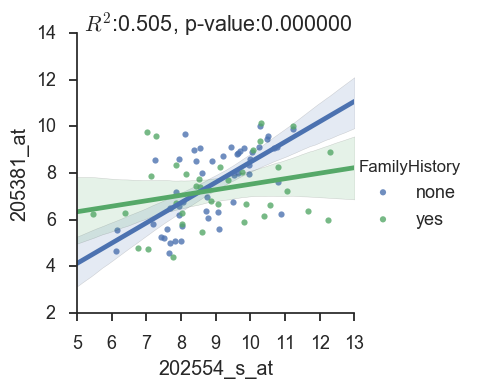 R²:0.505, p-value:0.000000
14
12
10
8
6
4
2
205381_at
5 6 7 8 9 10 11 12 13
202554_s_at
FamilyHistory
none
yes